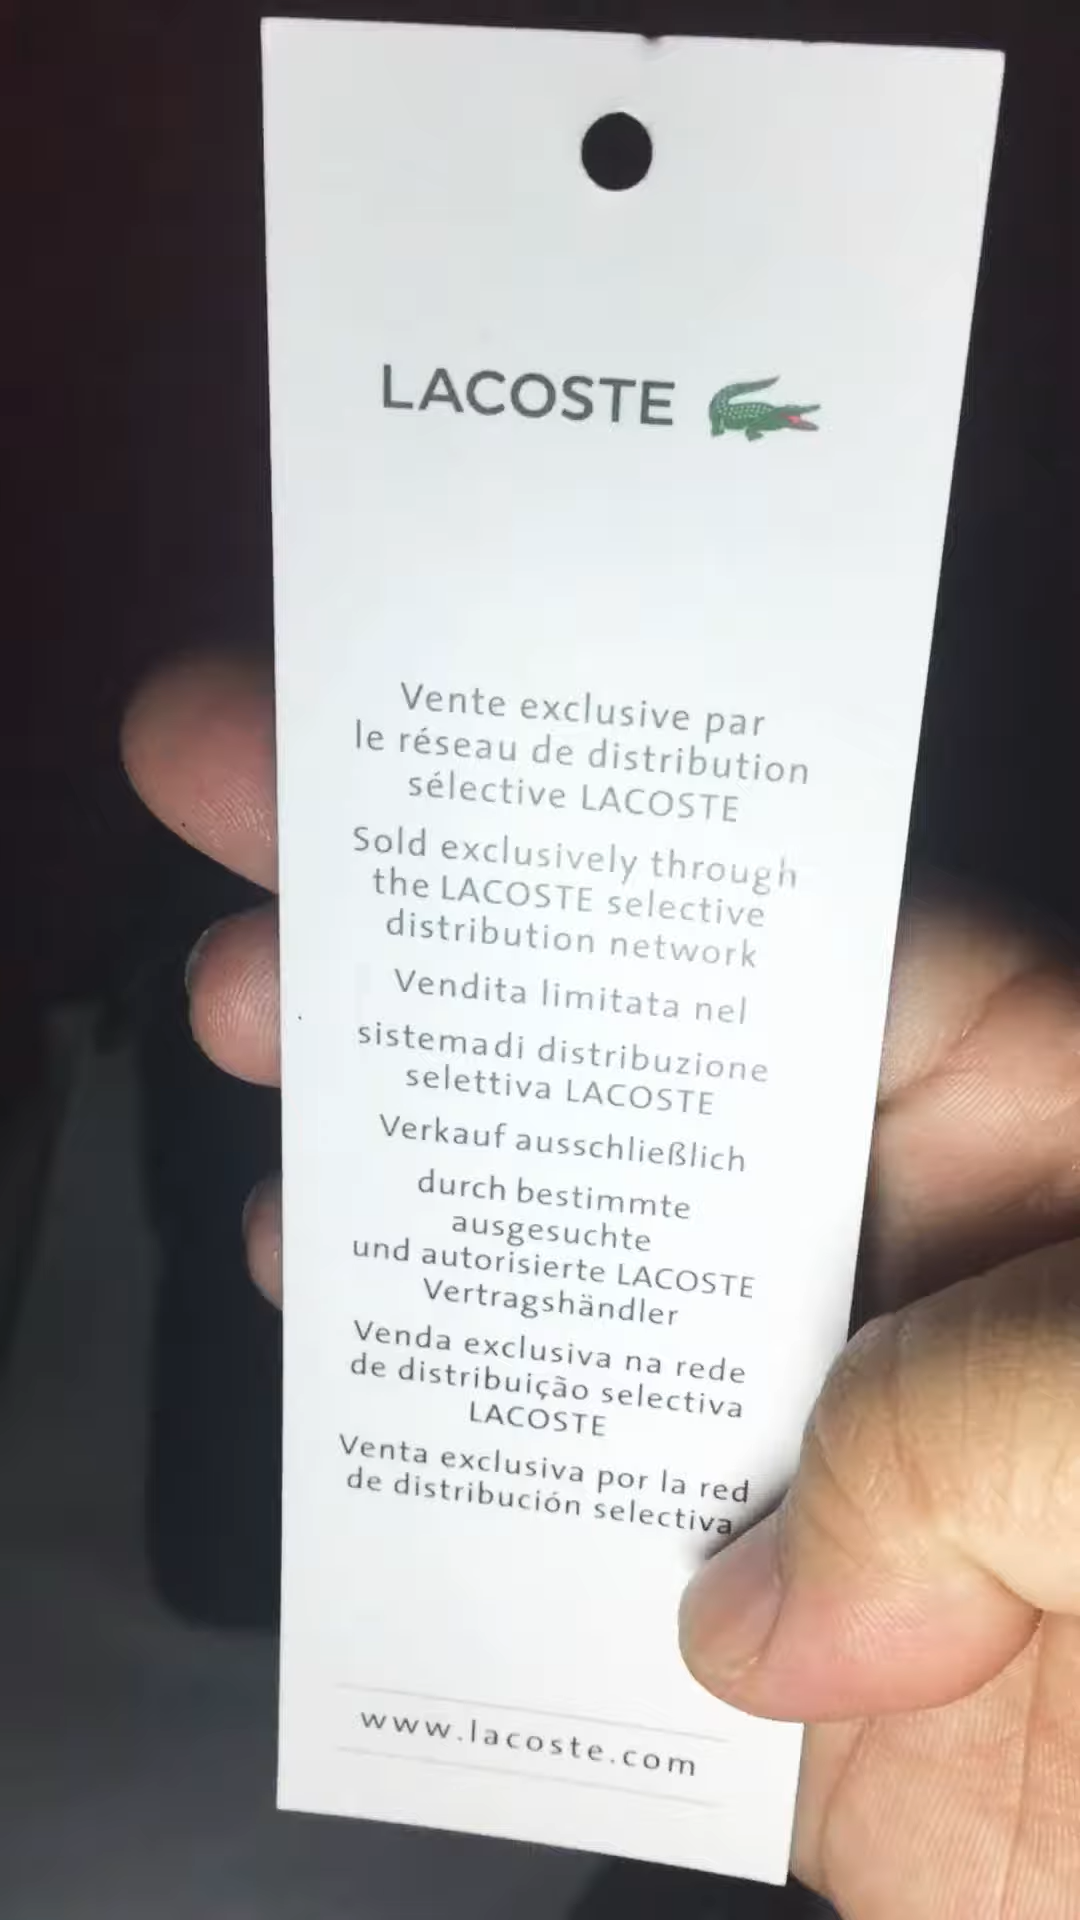 LACOSTE
Vente exclusive par
le réseau de distribution
sélective LACOSTE
Sold exclusively through
the LACOSTE selective
distribution network
Vendita limitata nel
sistemadi distribuzione
selettiva LACOSTE
Verkauf ausschließlich
durch bestimmte
ausgesuchte
und autorisierte LACOSTE
Vertragshändler
Venda exclusiva na rede
de distribuição selectiva
LACOSTE
Venta exclusiva por la red
de distribución selectiva
www.lacoste.com